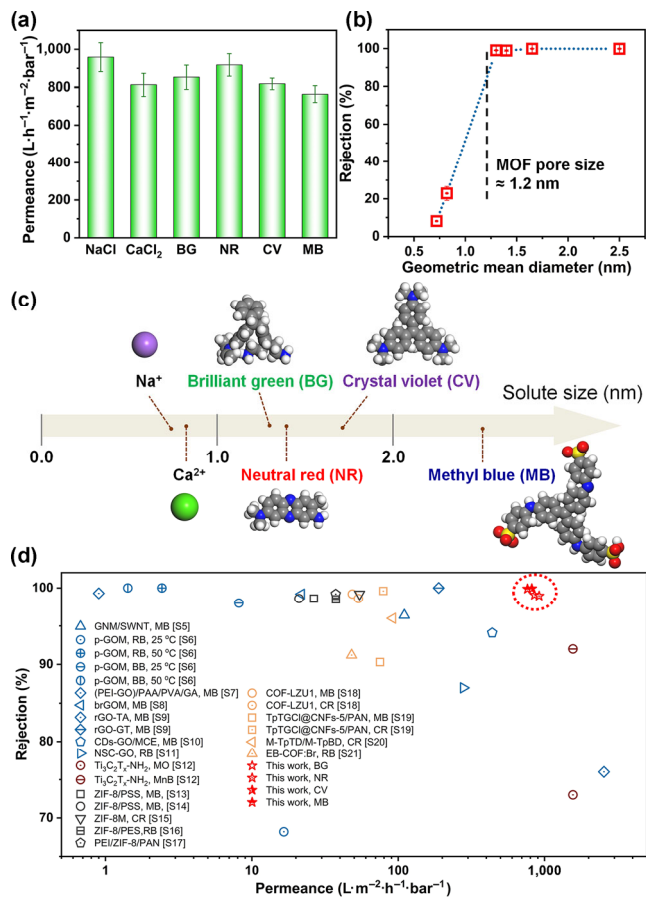 (a)
Permeance (L·h⁻¹·m⁻²·bar⁻¹)
1,000
800
600
400
200
0
NaCl CaCl₂ BG NR CV MB
(b)
Rejection (%)
100
80
60
40
20
0
MOF pore size
≈ 1.2 nm
0.5 1.0 1.5 2.0 2.5
Geometric mean diameter (nm)
(c)
Na⁺ Brilliant green (BG) Crystal violet (CV)
Solute size (nm)
0.0 1.0 2.0
Ca²⁺ Neutral red (NR) Methyl blue (MB)
(d)
Rejection (%)
100
90
80
70
GNM/SWNT, MB [S5]
p-GOM, RB, 25 °C [S6]
p-GOM, RB, 50 °C [S6]
p-GOM, BB, 25 °C [S6]
p-GOM, BB, 50 °C [S6]
(PEI-GO)/PAA/PVA/GA, MB [S7]
brGOM, MB [S8]
rGO-TA, MB [S9]
rGO-GT, MB [S9]
CDs-GO/MCE, MB [S10]
NSC-GO, RB [S11]
Ti₃C₂Tₓ-NH₂, MO [S12]
Ti₃C₂Tₓ-NH₂, MnB [S12]
ZIF-8/PSS, MB, [S13]
ZIF-8/PSS, MB, [S14]
ZIF-8M, CR [S15]
ZIF-8/PES,RB [S16]
PEI/ZIF-8/PAN [S17]
COF-LZU1, MB [S18]
COF-LZU1, CR [S18]
TpTGCl@CNFs-5/PAN, MB [S19]
TpTGCl@CNFs-5/PAN, CR [S19]
M-TpTD/M-TpBD, CR [S20]
EB-COF:Br, RB [S21]
This work, BG
This work, NR
This work, CV
This work, MB
1 10 100 1,000
Permeance (L·m⁻²·h⁻¹·bar⁻¹)